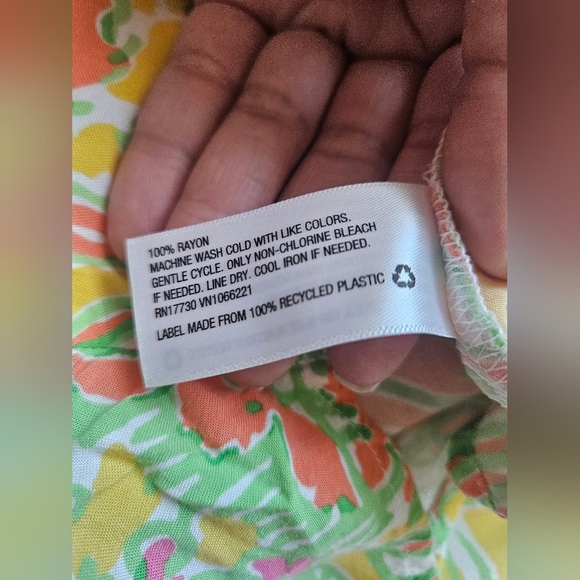 100% RAYON
MACHINE WASH COLD WITH LIKE COLORS.
GENTLE CYCLE. ONLY NON-CHLORINE BLEACH
IF NEEDED. LINE DRY. COOL IRON IF NEEDED.
RN17730 VN1066221
LABEL MADE FROM 100% RECYCLED PLASTIC